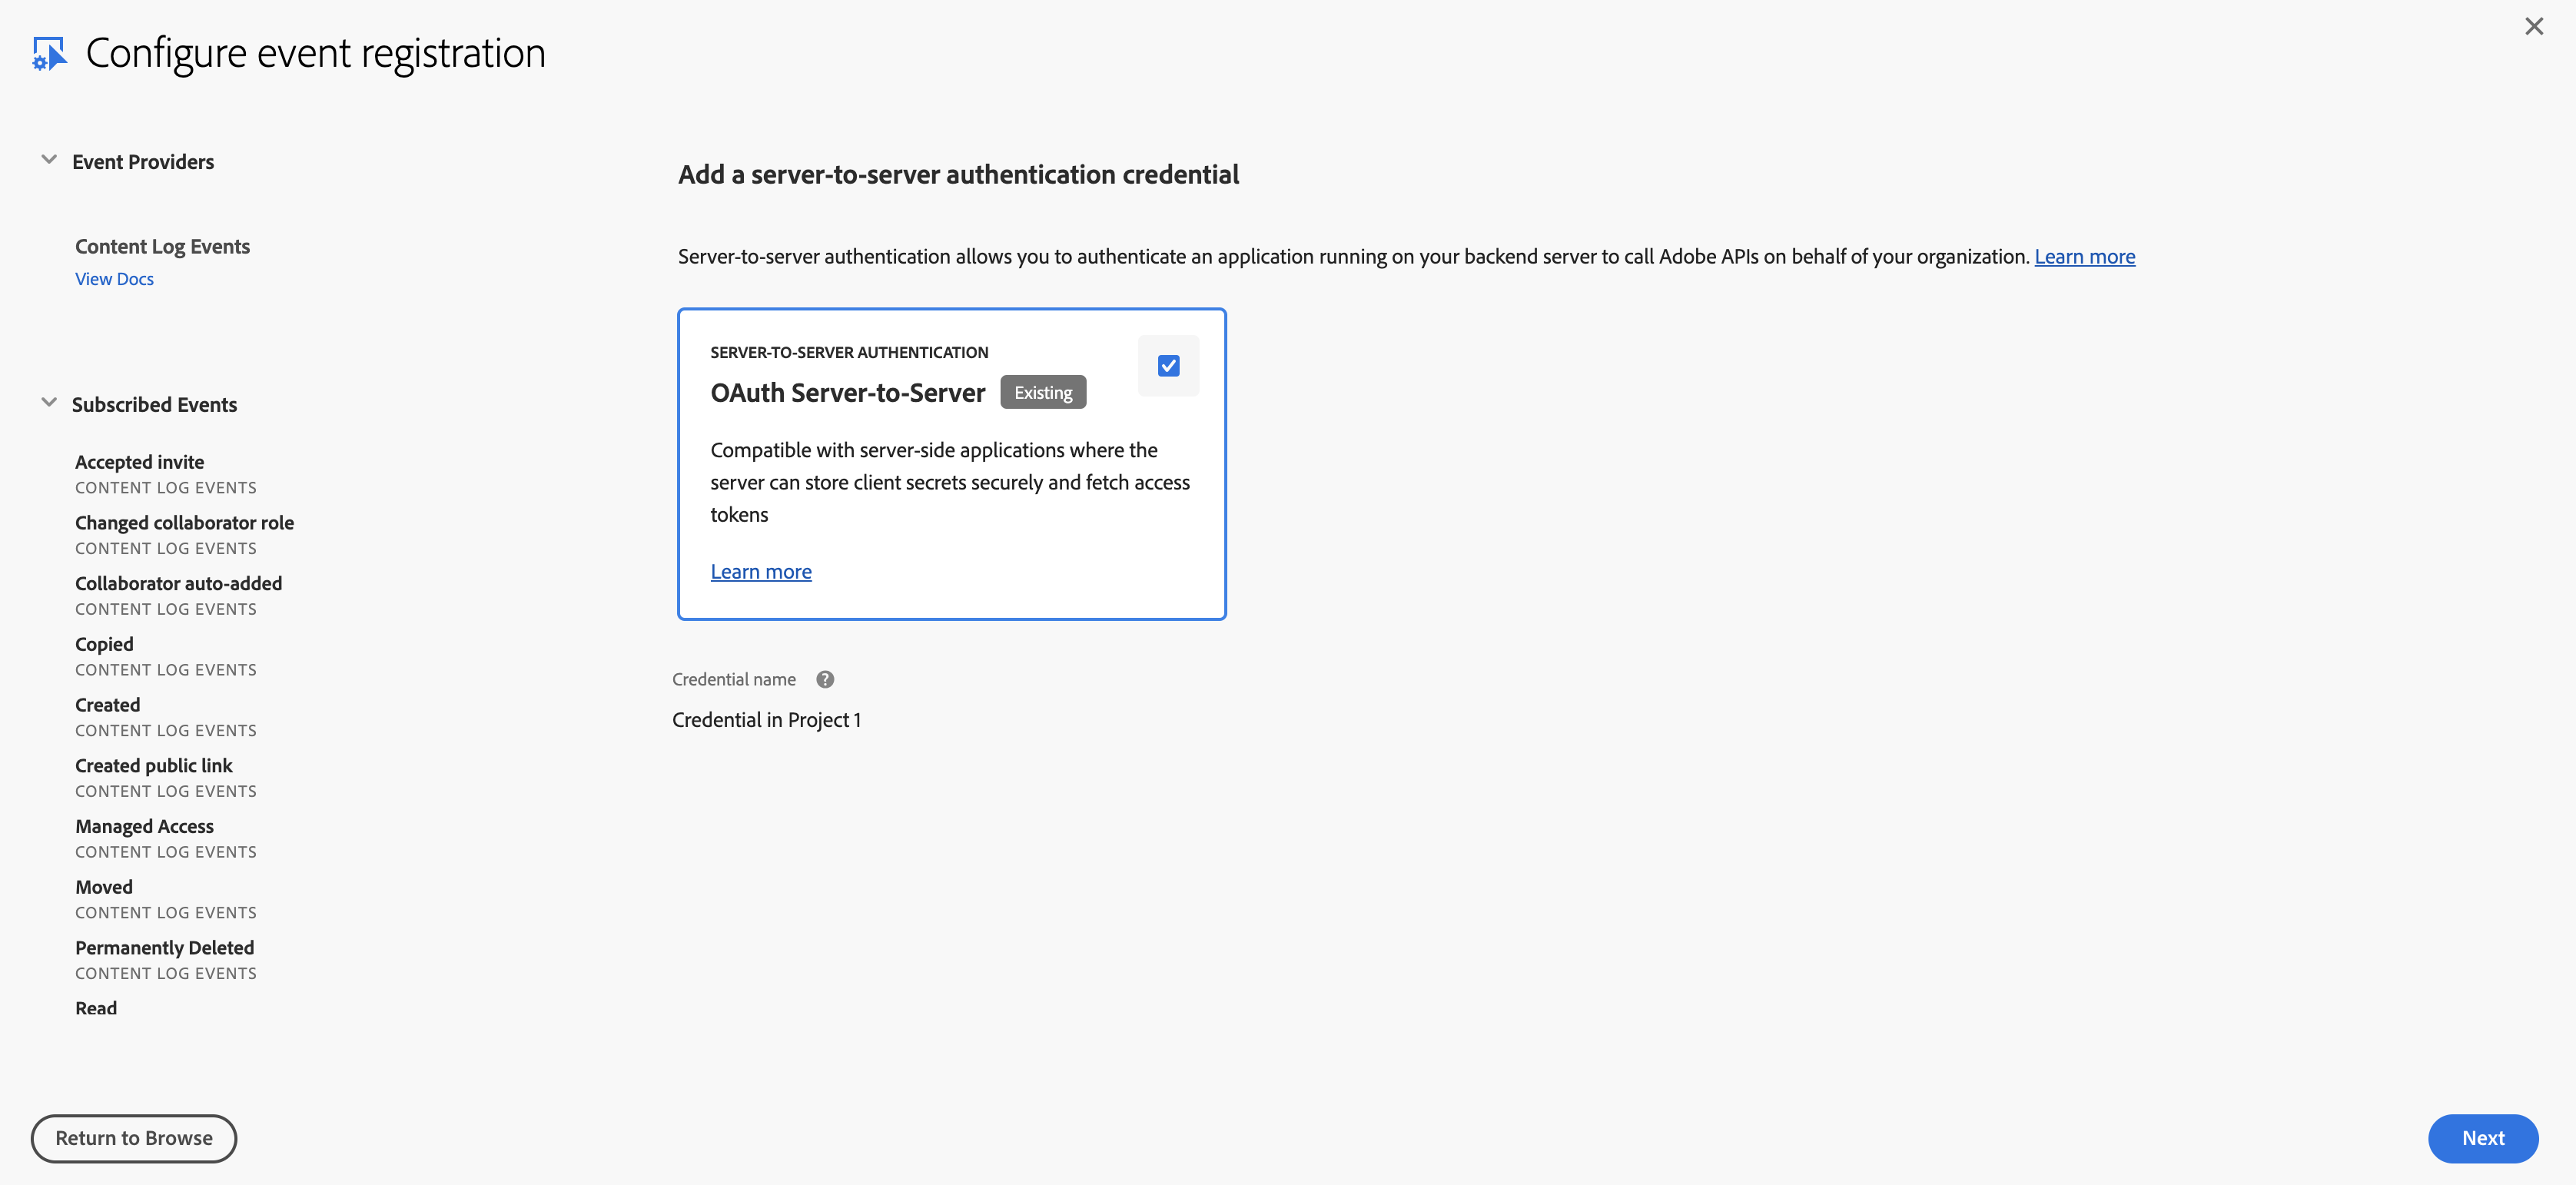 Configure event registration
Event Providers
Content Log Events
View Docs
Subscribed Events
Accepted invite
CONTENT LOG EVENTS
Changed collaborator role
CONTENT LOG EVENTS
Collaborator auto-added
CONTENT LOG EVENTS
Copied
CONTENT LOG EVENTS
Created
CONTENT LOG EVENTS
Created public link
CONTENT LOG EVENTS
Managed Access
CONTENT LOG EVENTS
Moved
CONTENT LOG EVENTS
Permanently Deleted
CONTENT LOG EVENTS
Read
Add a server-to-server authentication credential
Server-to-server authentication allows you to authenticate an application running on your backend server to call Adobe APIs on behalf of your organization. Learn more
SERVER-TO-SERVER AUTHENTICATION
OAuth Server-to-Server Existing
Compatible with server-side applications where the
server can store client secrets securely and fetch access
tokens
Learn more
Credential name ?
Credential in Project 1
Return to Browse
Next